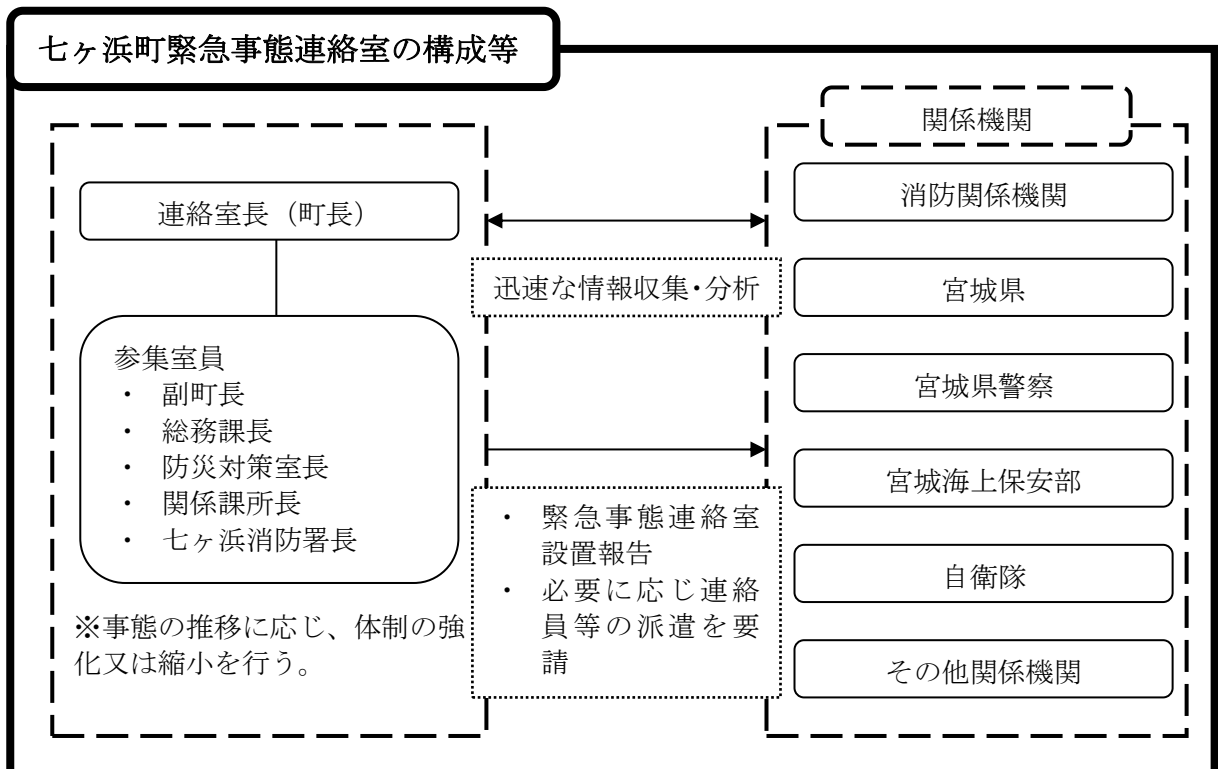 七ヶ浜町緊急事態連絡室の構成等
連絡室長（町長）
参集室員
・ 副町長
・ 総務課長
・ 防災対策室長
・ 関係課所長
・ 七ヶ浜消防署長
※事態の推移に応じ、体制の強
化又は縮小を行う。
迅速な情報収集・分析
・ 緊急事態連絡室
設置報告
・ 必要に応じ連絡
員等の派遣を要
請
関係機関
消防関係機関
宮城県
宮城県警察
宮城海上保安部
自衛隊
その他関係機関